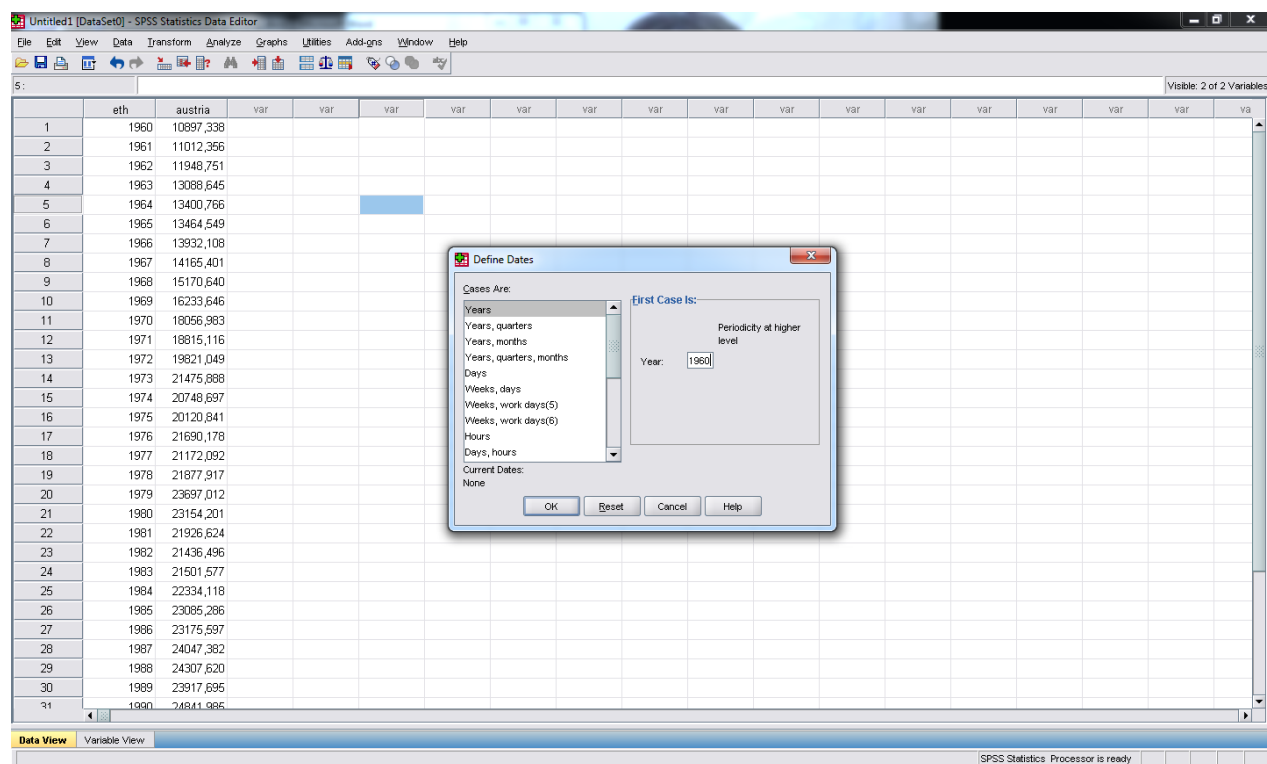 Untitled1 [DataSet0] - SPSS Statistics Data Editor
File Edit View Data Transform Analyze Graphs Utilities Add-ons Window Help
5 :
Visible: 2 of 2 Variables
eth austria var var var var var var var var var var var var var var va
1 1960 10897,338
2 1961 11012,356
3 1962 11948,751
4 1963 13088,645
5 1964 13400,766
6 1965 13464,549
7 1966 13932,108
8 1967 14165,401
9 1968 15170,640
10 1969 16233,646
11 1970 18056,983
12 1971 18815,116
13 1972 19821,049
14 1973 21475,888
15 1974 20748,697
16 1975 20120,841
17 1976 21690,178
18 1977 21172,092
19 1978 21877,917
20 1979 23697,012
21 1980 23154,201
22 1981 21926,624
23 1982 21436,496
24 1983 21501,577
25 1984 22334,118
26 1985 23085,286
27 1986 23175,597
28 1987 24047,382
29 1988 24307,620
30 1989 23917,695
31 1990 24841,985
Define Dates
Cases Are:
Years
Years, quarters
Years, months
Years, quarters, months
Days
Weeks, days
Weeks, work days(5)
Weeks, work days(6)
Hours
Days, hours
First Case Is:
Periodicity at higher
level
Year: 1960
Current Dates:
None
OK Reset Cancel Help
Data View Variable View
SPSS Statistics Processor is ready